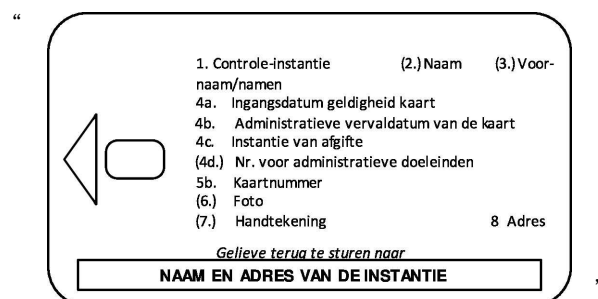 “
1. Controle-instantie (2.) Naam (3.) Voor-
naam/namen
4a. Ingangsdatum geldigheid kaart
4b. Administratieve vervaldatum van de kaart
4c. Instantie van afgifte
(4d.) Nr. voor administratieve doeleinden
5b. Kaartnummer
(6.) Foto
(7.) Handtekening 8 Adres
Gelieve terug te sturen naar
NAAM EN ADRES VAN DE INSTANTIE
”